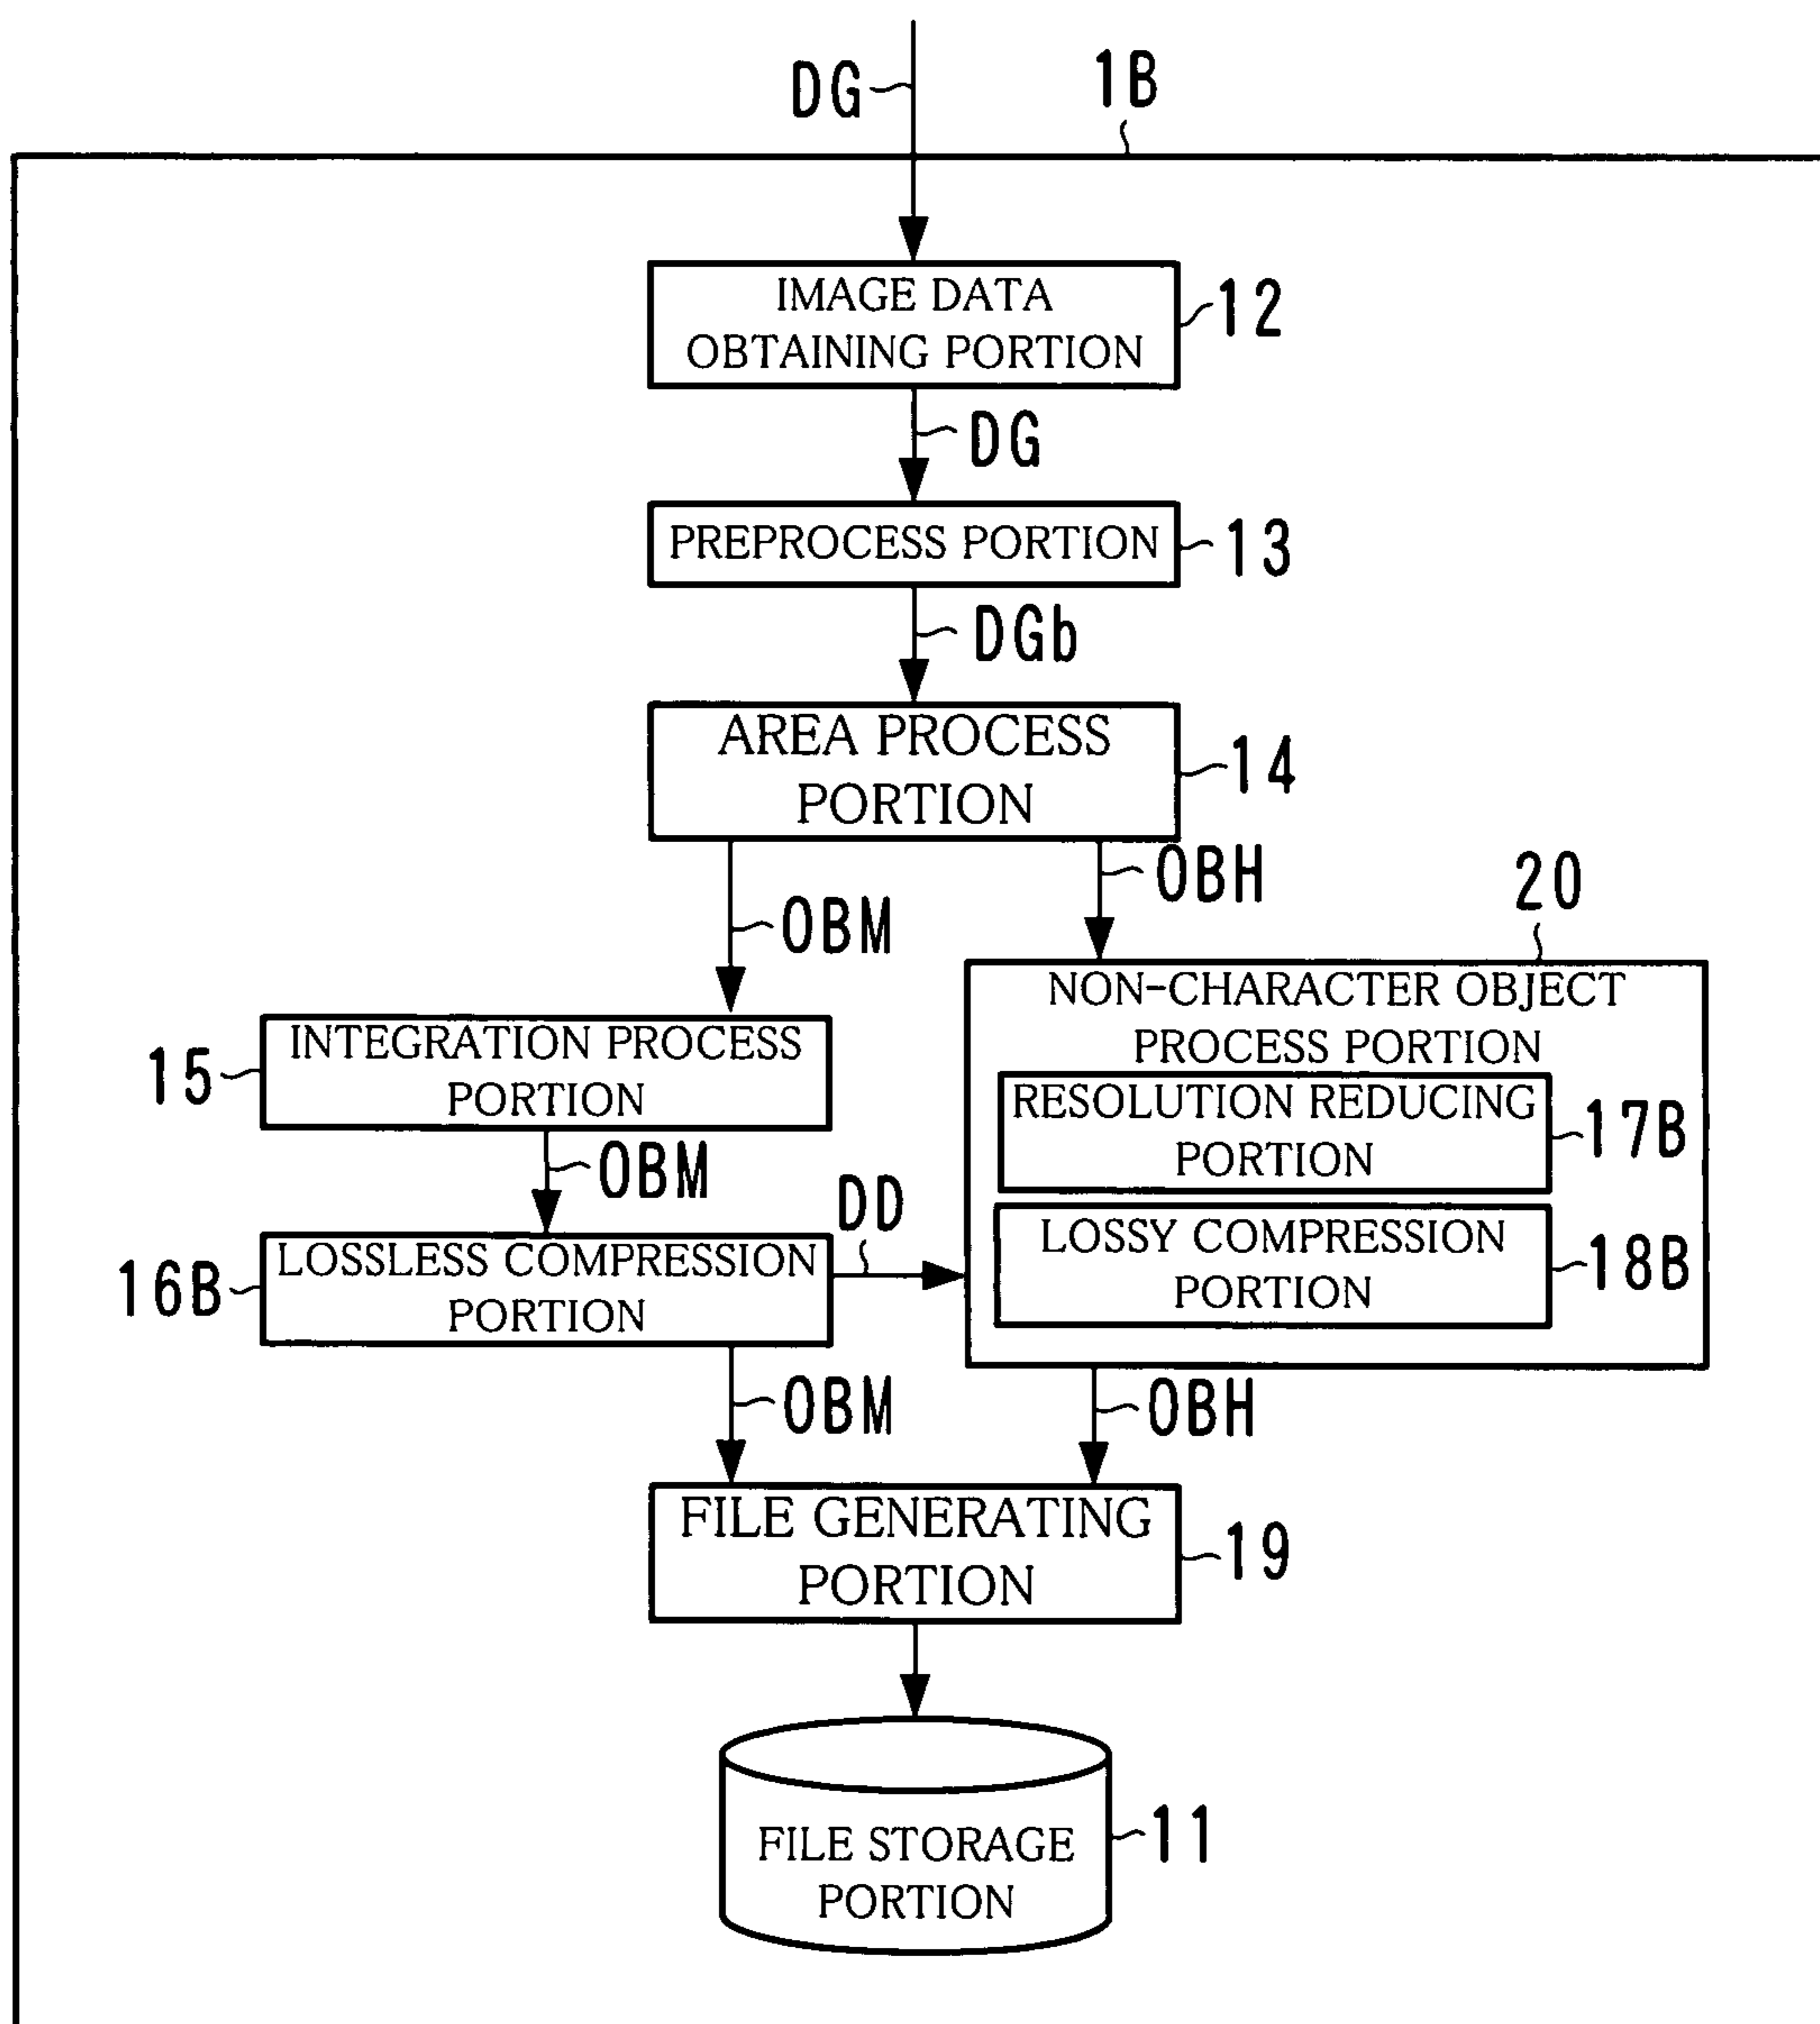 DG
1B
IMAGE DATA
OBTAINING PORTION
12
DG
PREPROCESS PORTION
13
DGb
AREA PROCESS
PORTION
14
OBM
OBH
20
NON-CHARACTER OBJECT
PROCESS PORTION
INTEGRATION PROCESS
PORTION
15
RESOLUTION REDUCING
PORTION
17B
OBM
DD
LOSSLESS COMPRESSION
PORTION
16B
LOSSY COMPRESSION
PORTION
18B
OBM
OBH
FILE GENERATING
PORTION
19
FILE STORAGE
PORTION
11